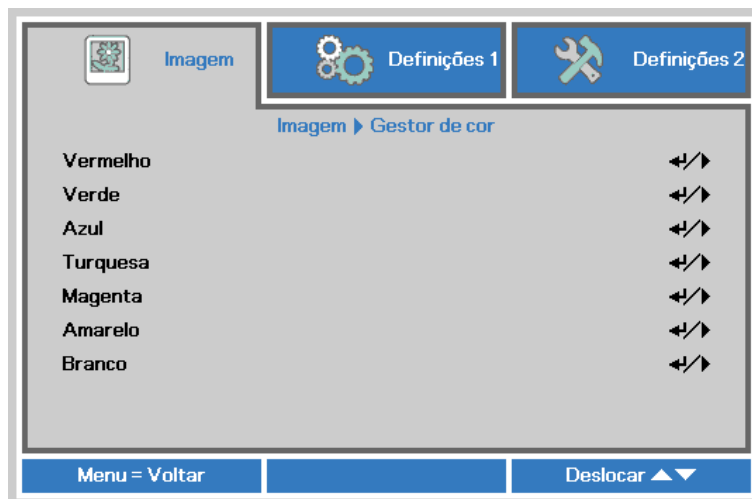 Imagem Definições 1 Definições 2
Imagem ▶ Gestor de cor
Vermelho
Verde
Azul
Turquesa
Magenta
Amarelo
Branco
Menu = Voltar Deslocar ▲▼